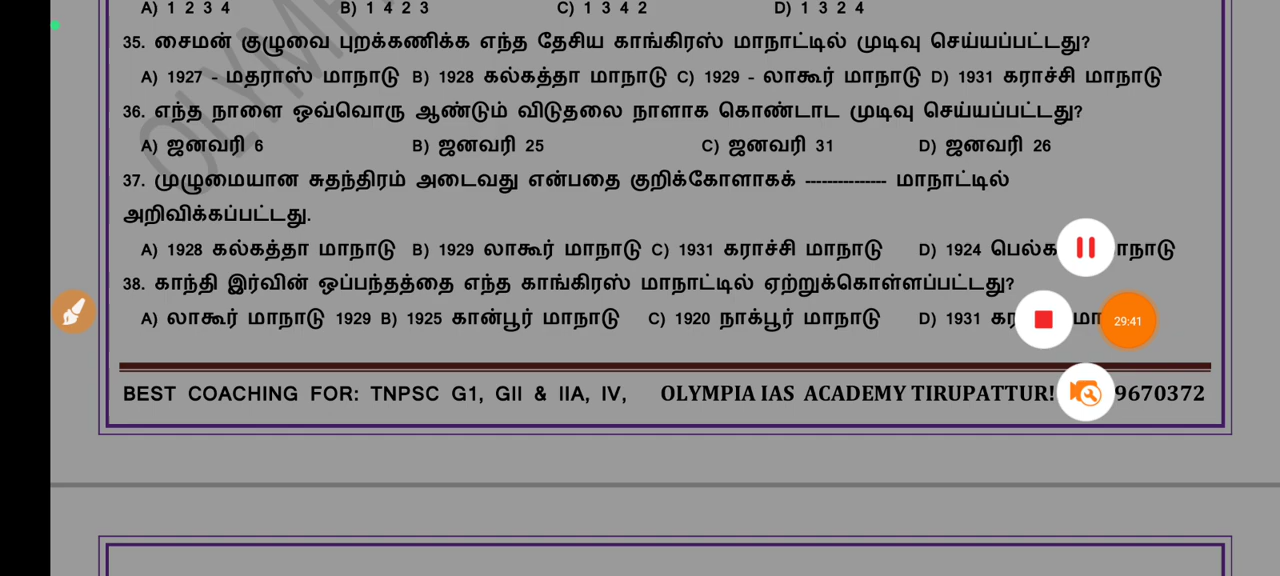 A) 1 2 3 4 B) 1 4 2 3 C) 1 3 4 2 D) 1 3 2 4
35. சைமன் குழுவை புறக்கணிக்க எந்த தேசிய காங்கிரஸ் மாநாட்டில் முடிவு செய்யப்பட்டது?
A) 1927 - மதராஸ் மாநாடு B) 1928 கல்கத்தா மாநாடு C) 1929 - லாகூர் மாநாடு D) 1931 கராச்சி மாநாடு
36. எந்த நாளை ஒவ்வொரு ஆண்டும் விடுதலை நாளாக கொண்டாட முடிவு செய்யப்பட்டது?
A) ஜனவரி 6 B) ஜனவரி 25 C) ஜனவரி 31 D) ஜனவரி 26
37. முழுமையான சுதந்திரம் அடைவது என்பதை குறிக்கோளாகக் --------------- மாநாட்டில்
அறிவிக்கப்பட்டது.
A) 1928 கல்கத்தா மாநாடு B) 1929 லாகூர் மாநாடு C) 1931 கராச்சி மாநாடு D) 1924
38. காந்தி இர்வின் ஒப்பந்தத்தை எந்த காங்கிரஸ் மாநாட்டில் ஏற்றுக்கொள்ளப்பட்டது?
A) லாகூர் மாநாடு 1929 B) 1925 கான்பூர் மாநாடு C) 1920 நாக்பூர் மாநாடு D) 1931
29:41
BEST COACHING FOR: TNPSC G1, GII & IIA, IV, OLYMPIA IAS ACADEMY TIRUPATTUR! 9670372